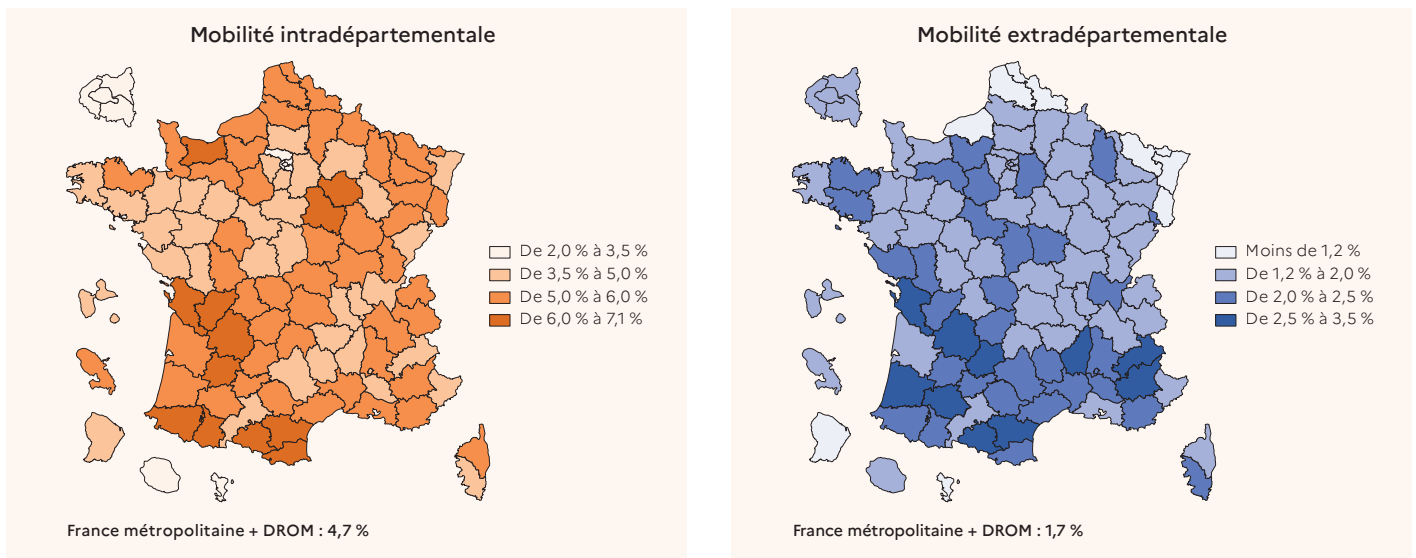 Mobilité intradépartementale
De 2,0 % à 3,5 %
De 3,5 % à 5,0 %
De 5,0 % à 6,0 %
De 6,0 % à 7,1 %
France métropolitaine + DROM : 4,7 %
Mobilité extradépartementale
Moins de 1,2 %
De 1,2 % à 2,0 %
De 2,0 % à 2,5 %
De 2,5 % à 3,5 %
France métropolitaine + DROM : 1,7 %